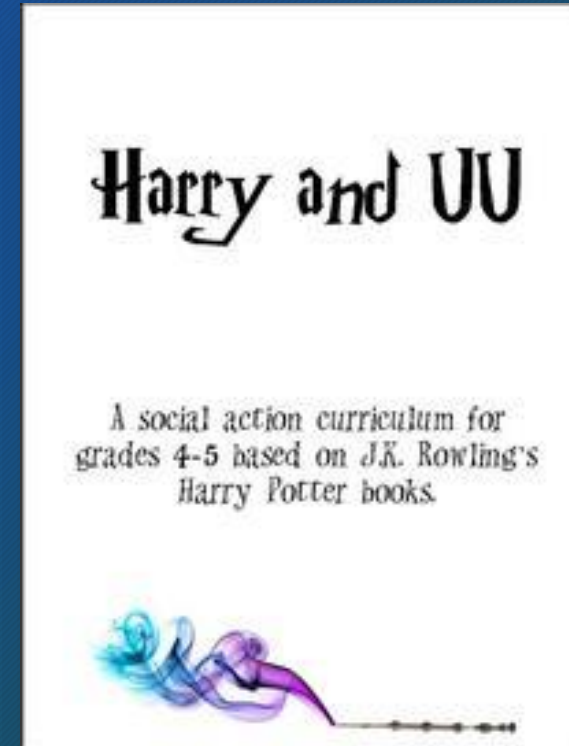 Harry and UU
A social action curriculum for
grades 4-5 based on J.K. Rowling's
Harry Potter books.